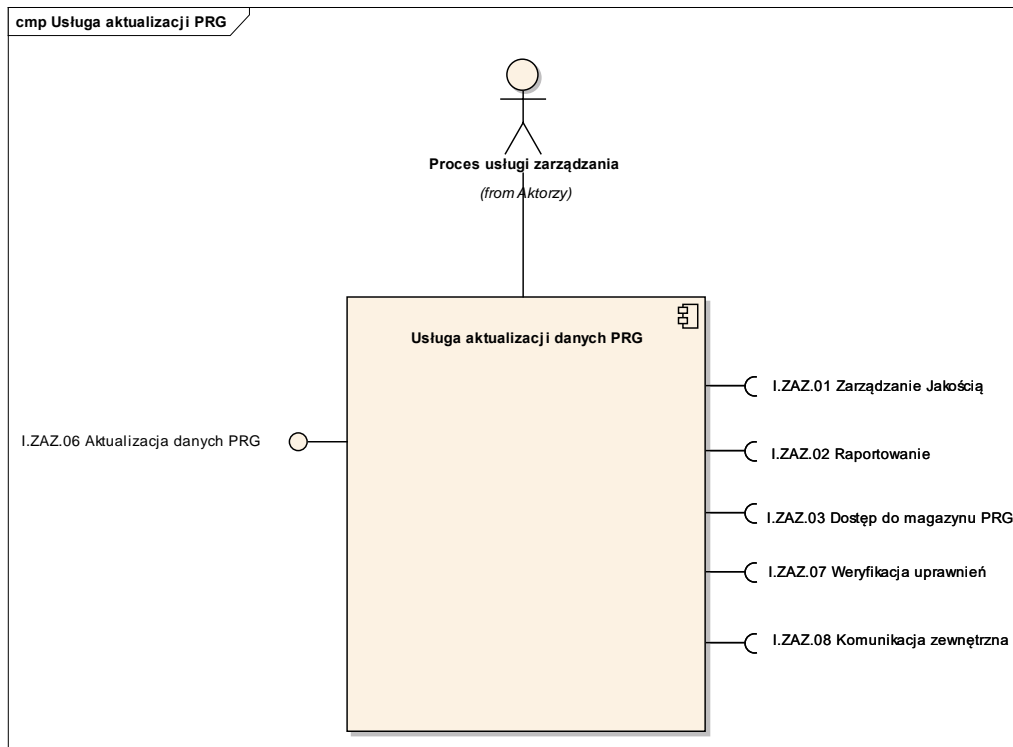 cmp Usługa aktualizacji PRG
Proces usługi zarządzania
(from Aktorzy)
Usługa aktualizacji danych PRG
I.ZAZ.01 Zarządzanie Jakością
I.ZAZ.06 Aktualizacja danych PRG
I.ZAZ.02 Raportowanie
I.ZAZ.03 Dostęp do magazynu PRG
I.ZAZ.07 Weryfikacja uprawnień
I.ZAZ.08 Komunikacja zewnętrzna